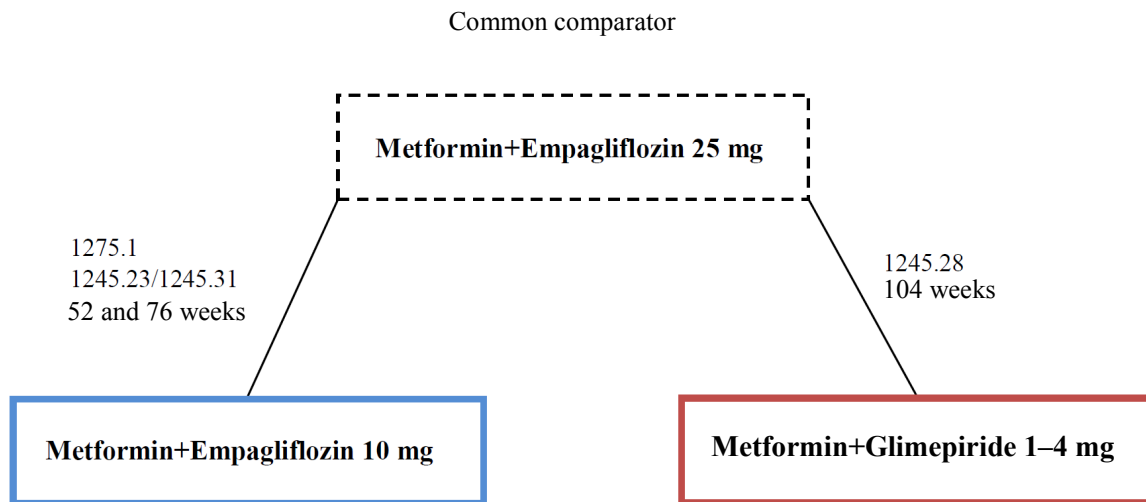 Common comparator
Metformin+Empagliflozin 25 mg
1275.1
1245.23/1245.31
52 and 76 weeks
1245.28
104 weeks
Metformin+Empagliflozin 10 mg
Metformin+Glimepiride 1–4 mg